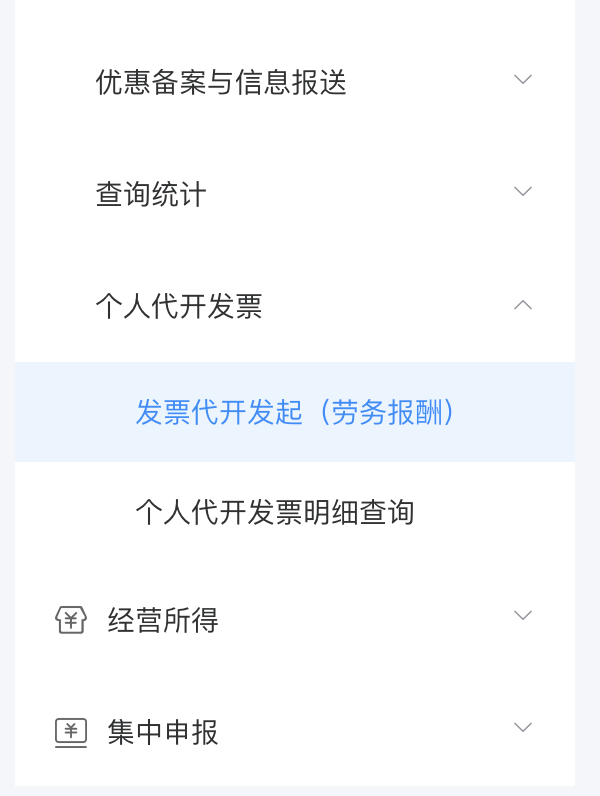 优惠备案与信息报送
查询统计
个人代开发票
发票代开发起（劳务报酬）
个人代开发票明细查询
经营所得
集中申报